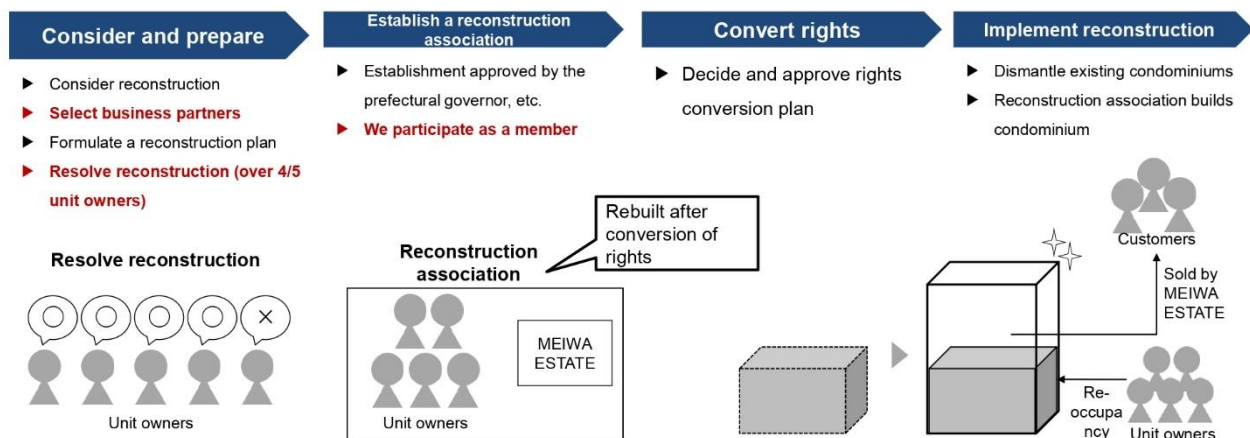 Consider and prepare
Consider reconstruction
Select business partners
Formulate a reconstruction plan
Resolve reconstruction (over 4/5
unit owners)
Resolve reconstruction
Unit owners
Establish a reconstruction
association
Establishment approved by the
prefectural governor, etc.
We participate as a member
Rebuilt after
conversion of
rights
Reconstruction
association
MEIWA
ESTATE
Unit owners
Convert rights
Decide and approve rights
conversion plan
Implement reconstruction
Dismantle existing condominiums
Reconstruction association builds
condominium
Customers
Sold by
MEIWA
ESTATE
Re-
occupa
ncy
Unit owners